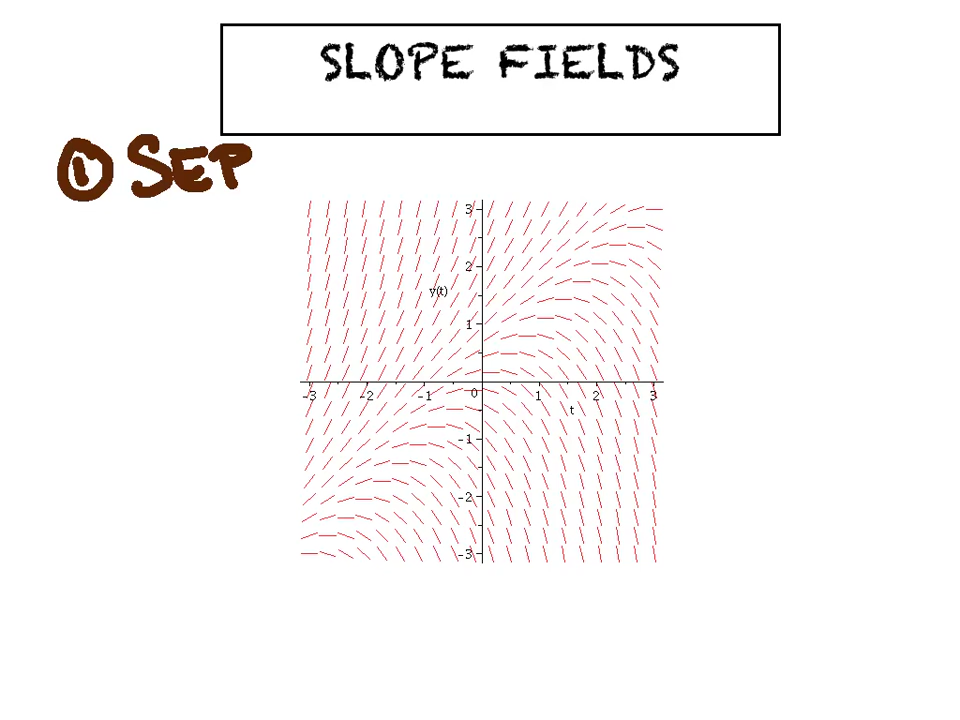 SLOPE FIELDS
① SEP
3
2
y(t)
1
-3 -2 -1 0 1 2 3
t
-1
-2
-3